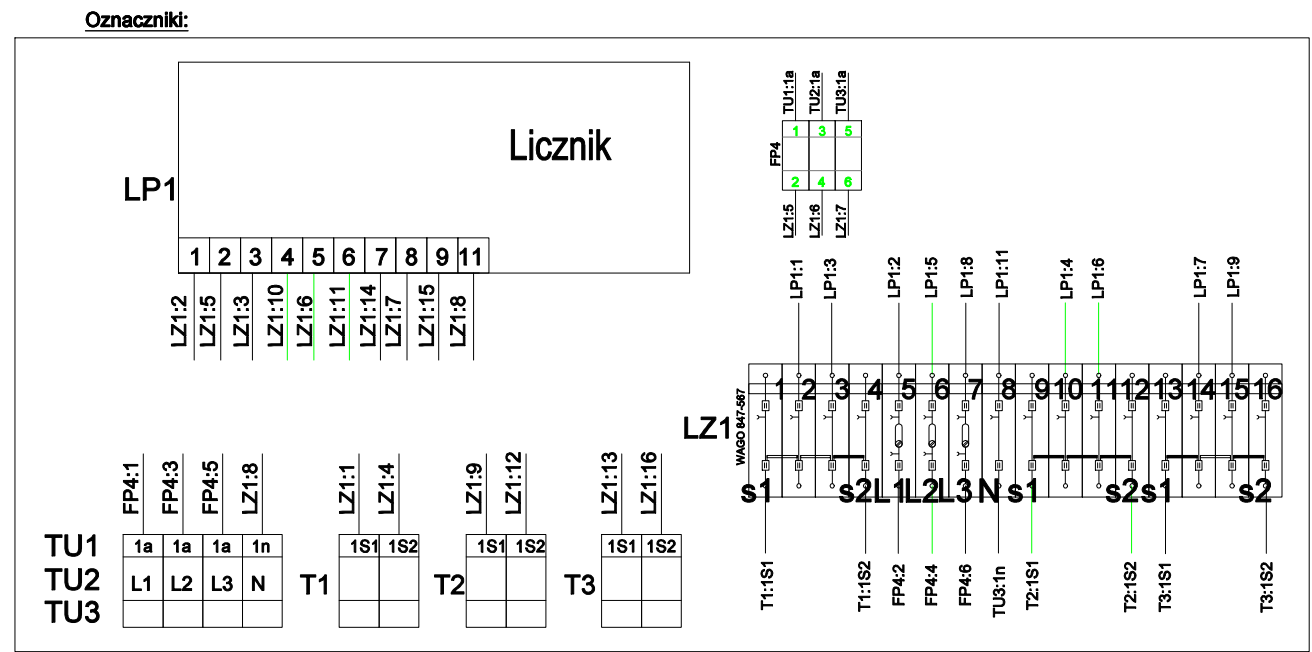 Oznaczniki:
Licznik
LP1
1 2 3 4 5 6 7 8 9 11
LZ1:2 LZ1:5 LZ1:3 LZ1:10 LZ1:6 LZ1:11 LZ1:14 LZ1:7 LZ1:15 LZ1:8
TU1:1a TU2:1a TU3:1a
FP4
1 3 5
2 4 6
LZ1:5 LZ1:6 LZ1:7
LP1:1 LP1:3 LP1:2 LP1:5 LP1:8 LP1:11 LP1:4 LP1:6 LP1:7 LP1:9
LZ1
WAGO 847-567
1 2 3 4 5 6 7 8 9 10 11 12 13 14 15 16
s1 s2 L1 L2 L3 N s1 s2 s1 s2
T1:1S1 T1:1S2 FP4:2 FP4:4 FP4:6 TU3:1n T2:1S1 T2:1S2 T3:1S1 T3:1S2
FP4:1 FP4:3 FP4:5 LZ1:8
TU1 1a 1a 1a 1n
TU2 L1 L2 L3 N
TU3
LZ1:1 LZ1:4
1S1 1S2
T1
LZ1:9 LZ1:12
1S1 1S2
T2
LZ1:13 LZ1:16
1S1 1S2
T3